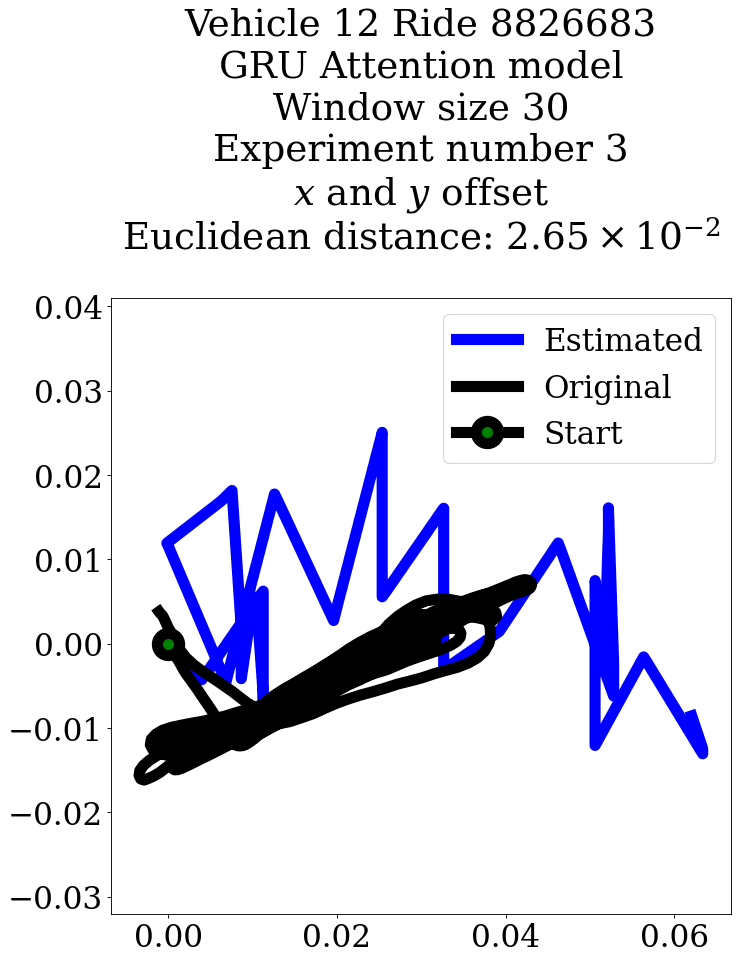 Vehicle 12 Ride 8826683
GRU Attention model
Window size 30
Experiment number 3
x and y offset
Euclidean distance: 2.65 × 10⁻²
0.04
0.03
0.02
0.01
0.00
−0.01
−0.02
−0.03
Estimated
Original
Start
0.00 0.02 0.04 0.06